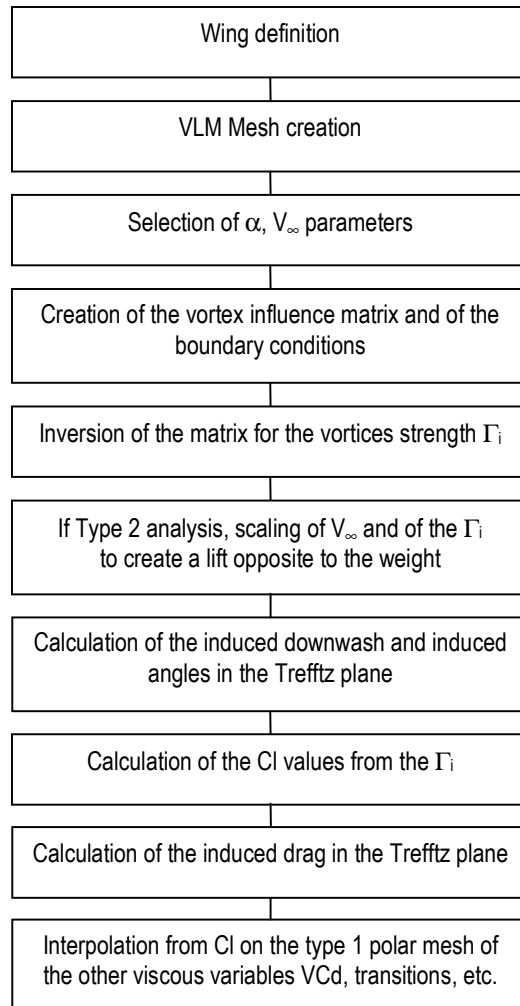 Wing definition
VLM Mesh creation
Selection of α, V∞ parameters
Creation of the vortex influence matrix and of the
boundary conditions
Inversion of the matrix for the vortices strength Γi
If Type 2 analysis, scaling of V∞ and of the Γi
to create a lift opposite to the weight
Calculation of the induced downwash and induced
angles in the Trefftz plane
Calculation of the Cl values from the Γi
Calculation of the induced drag in the Trefftz plane
Interpolation from Cl on the type 1 polar mesh of
the other viscous variables VCd, transitions, etc.